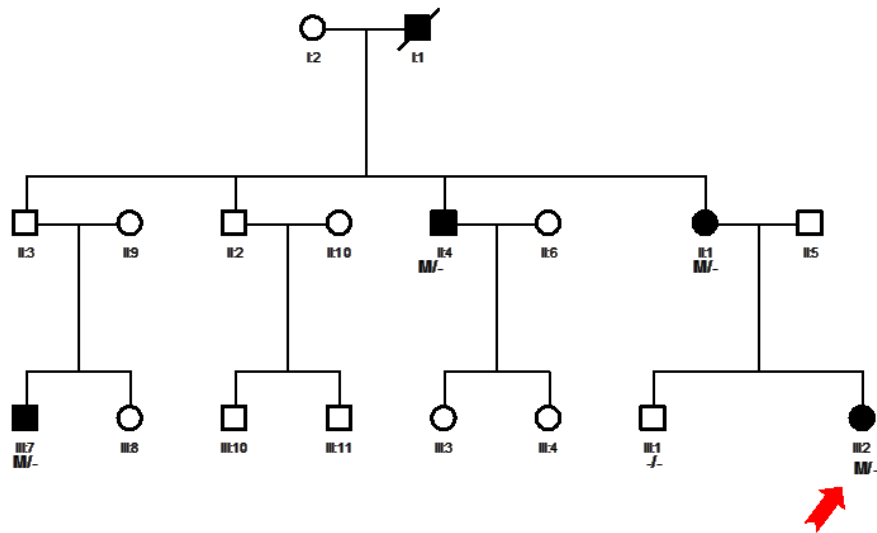 I:2 I:1
II:3 II:9 II:2 II:10 II:4 II:6 II:1 II:5
M/- M/-
III:7 III:8 III:10 III:11 III:3 III:4 III:1 III:2
M/- -/- M/-